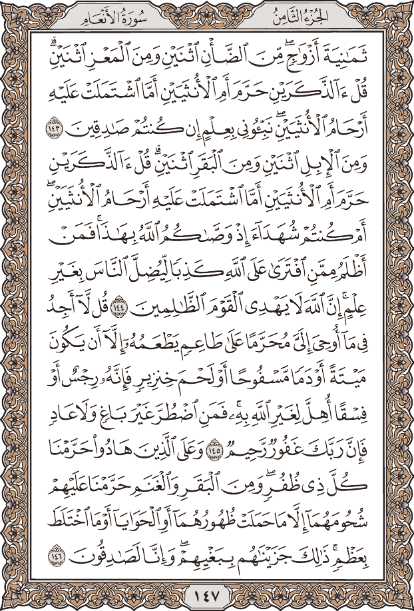 سُورَةُ الأَنْعَام
الجُزْءُ الثَّامِنُ
ثَمَٰنِيَةَ أَزْوَٰجٍ ۖ مِّنَ ٱلضَّأْنِ ٱثْنَيْنِ وَمِنَ ٱلْمَعْزِ ٱثْنَيْنِ ۗ
قُلْ ءَآلذَّكَرَيْنِ حَرَّمَ أَمِ ٱلْأُنثَيَيْنِ أَمَّا ٱشْتَمَلَتْ عَلَيْهِ
أَرْحَامُ ٱلْأُنثَيَيْنِ ۖ نَبِّـُٔونِي بِعِلْمٍ إِن كُنتُمْ صَٰدِقِينَ ١٤٣
وَمِنَ ٱلْإِبِلِ ٱثْنَيْنِ وَمِنَ ٱلْبَقَرِ ٱثْنَيْنِ ۗ قُلْ ءَآلذَّكَرَيْنِ
حَرَّمَ أَمِ ٱلْأُنثَيَيْنِ أَمَّا ٱشْتَمَلَتْ عَلَيْهِ أَرْحَامُ ٱلْأُنثَيَيْنِ ۖ
أَمْ كُنتُمْ شُهَدَآءَ إِذْ وَصَّىٰكُمُ ٱللَّهُ بِهَٰذَا ۚ فَمَنْ
أَظْلَمُ مِمَّنِ ٱفْتَرَىٰ عَلَى ٱللَّهِ كَذِبًا لِّيُضِلَّ ٱلنَّاسَ بِغَيْرِ
عِلْمٍ ۗ إِنَّ ٱللَّهَ لَا يَهْدِي ٱلْقَوْمَ ٱلظَّٰلِمِينَ ١٤٤ قُل لَّآ أَجِدُ
فِي مَآ أُوحِيَ إِلَيَّ مُحَرَّمًا عَلَىٰ طَاعِمٍ يَطْعَمُهُۥٓ إِلَّآ أَن يَكُونَ
مَيْتَةً أَوْ دَمًا مَّسْفُوحًا أَوْ لَحْمَ خِنزِيرٍ فَإِنَّهُۥ رِجْسٌ أَوْ
فِسْقًا أُهِلَّ لِغَيْرِ ٱللَّهِ بِهِۦ ۚ فَمَنِ ٱضْطُرَّ غَيْرَ بَاغٍ وَلَا عَادٍ
فَإِنَّ رَبَّكَ غَفُورٌ رَّحِيمٌ ١٤٥ وَعَلَى ٱلَّذِينَ هَادُوا۟ حَرَّمْنَا
كُلَّ ذِي ظُفُرٍ ۖ وَمِنَ ٱلْبَقَرِ وَٱلْغَنَمِ حَرَّمْنَا عَلَيْهِمْ
شُحُومَهُمَآ إِلَّا مَا حَمَلَتْ ظُهُورُهُمَآ أَوِ ٱلْحَوَايَآ أَوْ مَا ٱخْتَلَطَ
بِعَظْمٍ ۚ ذَٰلِكَ جَزَيْنَٰهُم بِبَغْيِهِمْ ۖ وَإِنَّا لَصَٰدِقُونَ ١٤٦
١٤٧